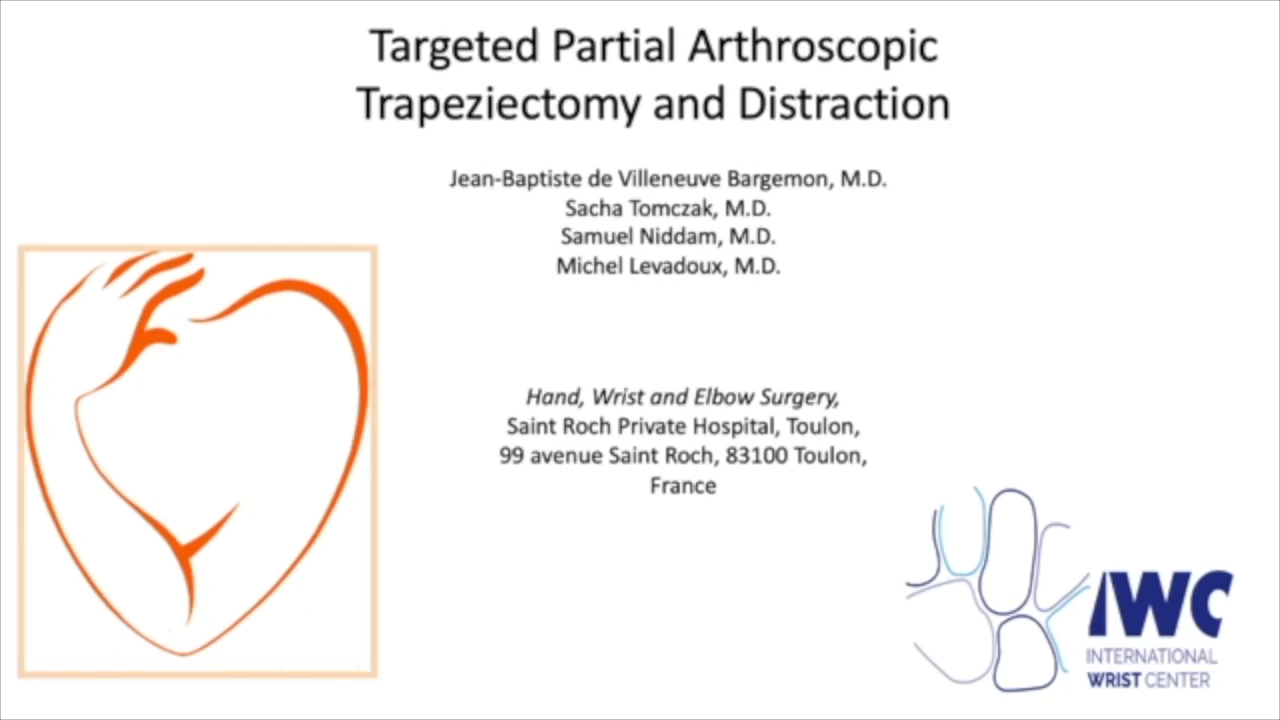 Targeted Partial Arthroscopic
Trapeziectomy and Distraction
Jean-Baptiste de Villeneuve Bargemon, M.D.
Sacha Tomczak, M.D.
Samuel Niddam, M.D.
Michel Levadoux, M.D.
Hand, Wrist and Elbow Surgery,
Saint Roch Private Hospital, Toulon,
99 avenue Saint Roch, 83100 Toulon,
France
IWC
INTERNATIONAL
WRIST CENTER